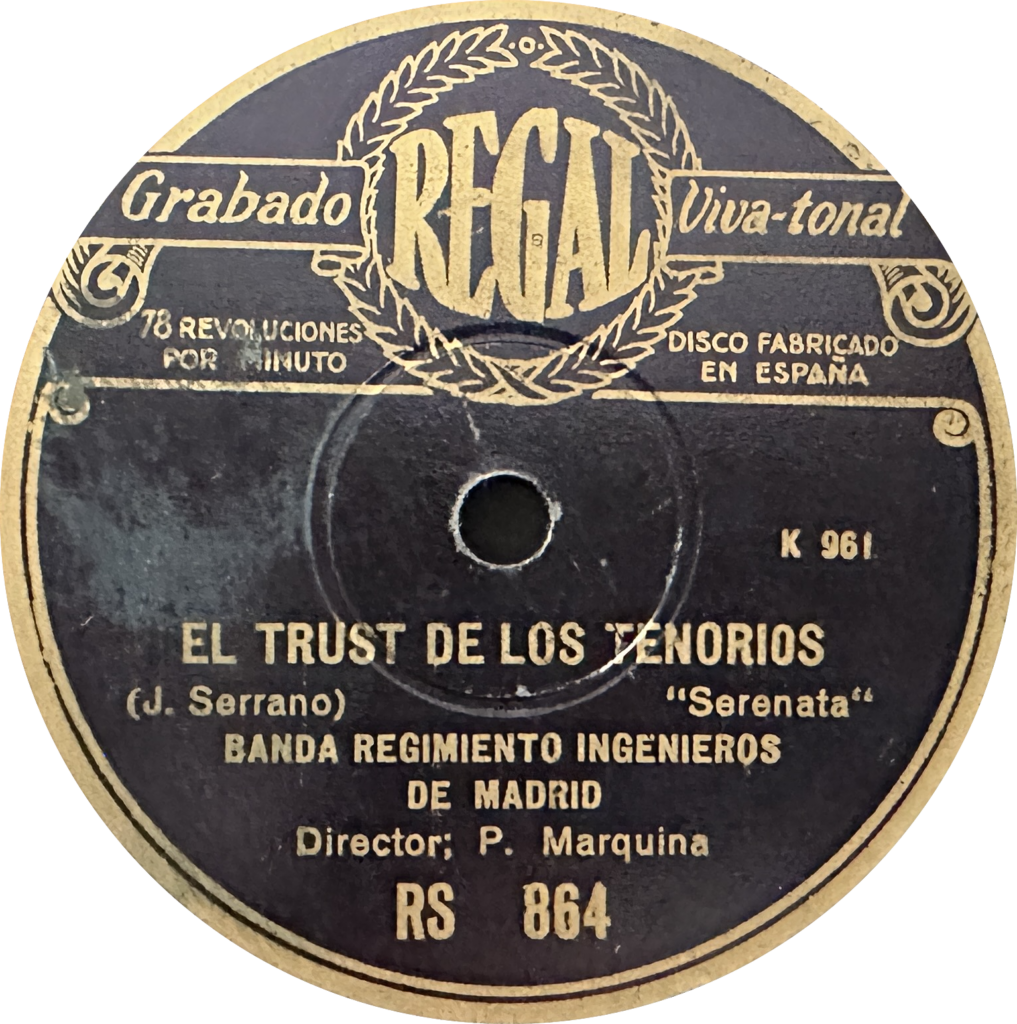 REGAL
Grabado
Viva-tonal
78 REVOLUCIONES
POR MINUTO
DISCO FABRICADO
EN ESPAÑA
K 961
EL TRUST DE LOS TENORIOS
(J. Serrano) “Serenata“
BANDA REGIMIENTO INGENIEROS
DE MADRID
Director; P. Marquina
RS 864